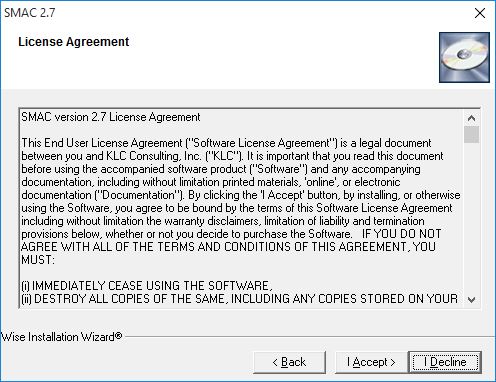 SMAC 2.7
License Agreement
SMAC version 2.7 License Agreement
This End User License Agreement ("Software License Agreement") is a legal document
between you and KLC Consulting, Inc. ("KLC"). It is important that you read this document
before using the accompanied software product ("Software") and any accompanying
documentation, including without limitation printed materials, 'online', or electronic
documentation ("Documentation"). By clicking the 'I Accept' button, by installing, or otherwise
using the Software, you agree to be bound by the terms of this Software License Agreement
including without limitation the warranty disclaimers, limitation of liability and termination
provisions below, whether or not you decide to purchase the Software.   IF YOU DO NOT
AGREE WITH ALL OF THE TERMS AND CONDITIONS OF THIS AGREEMENT, YOU
MUST:
(i) IMMEDIATELY CEASE USING THE SOFTWARE,
(ii) DESTROY ALL COPIES OF THE SAME, INCLUDING ANY COPIES STORED ON YOUR
Wise Installation Wizard®
< Back
I Accept >
I Decline